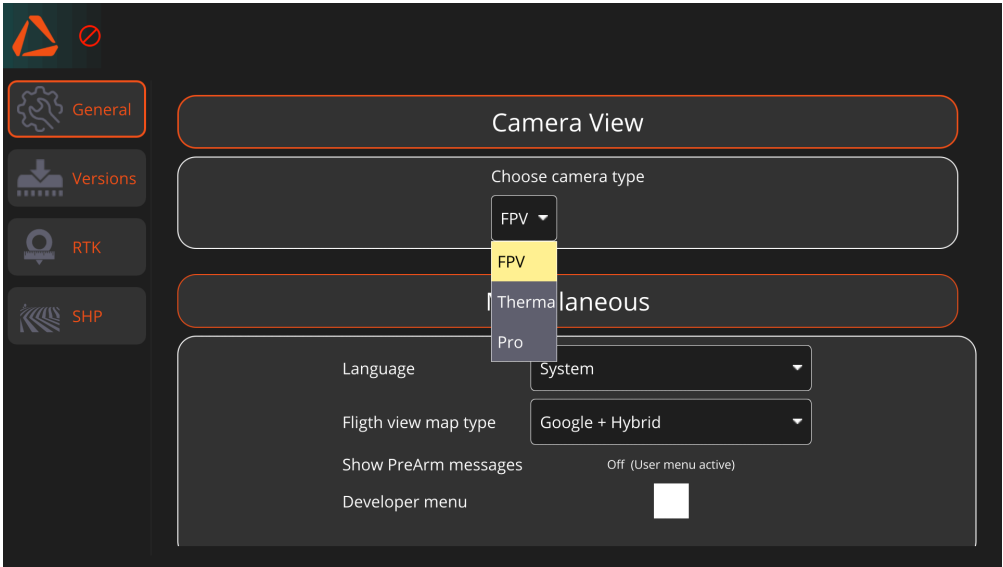 General
Versions
RTK
SHP
Camera View
Choose camera type
FPV
FPV
Therma
Pro
laneous
Language
System
Fligth view map type
Google + Hybrid
Show PreArm messages
Off (User menu active)
Developer menu